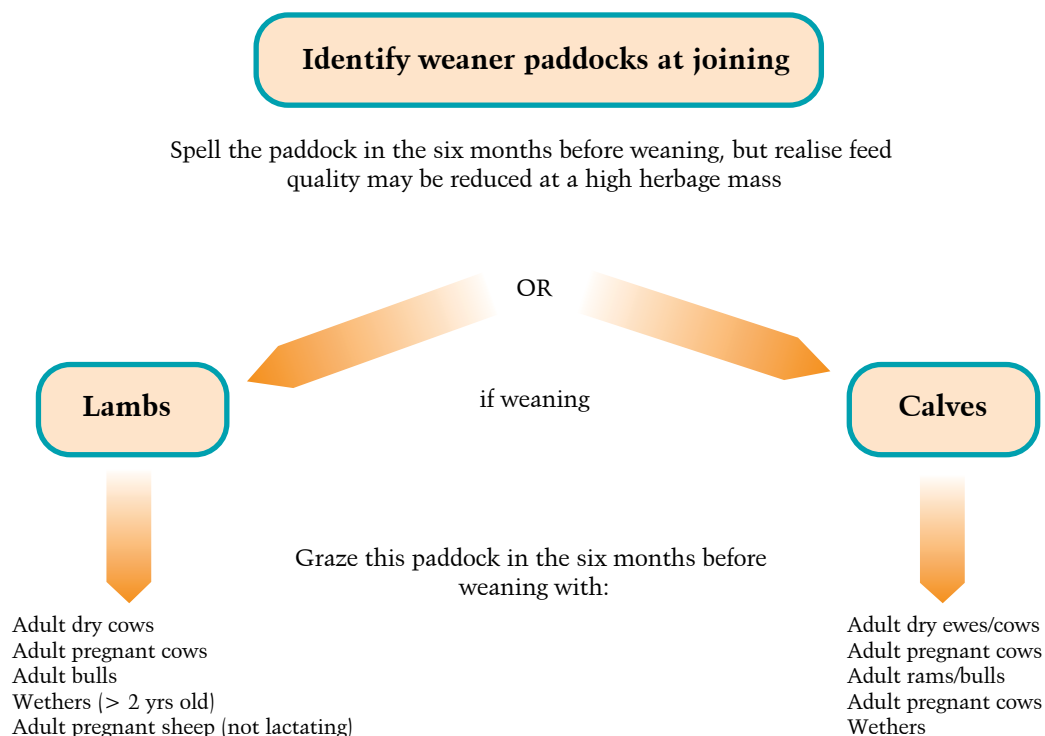 Identify weaner paddocks at joining
Spell the paddock in the six months before weaning, but realise feed
quality may be reduced at a high herbage mass
OR
if weaning
Lambs
Calves
Graze this paddock in the six months before
weaning with:
Adult dry cows
Adult pregnant cows
Adult bulls
Wethers (> 2 yrs old)
Adult pregnant sheep (not lactating)
Adult dry ewes/cows
Adult pregnant cows
Adult rams/bulls
Adult pregnant cows
Wethers